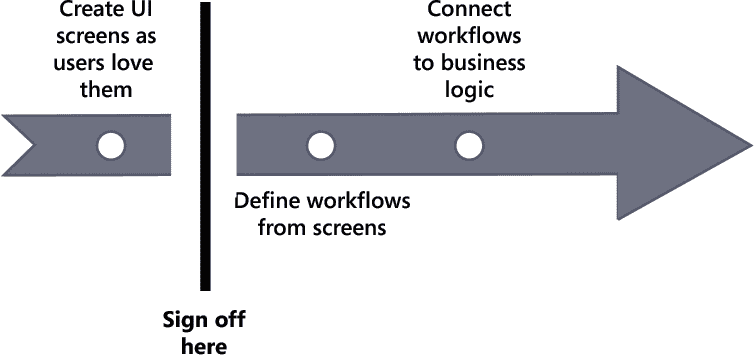 Create UI
screens as
users love
them
Connect
workflows
to business
logic
Define workflows
from screens
Sign off
here